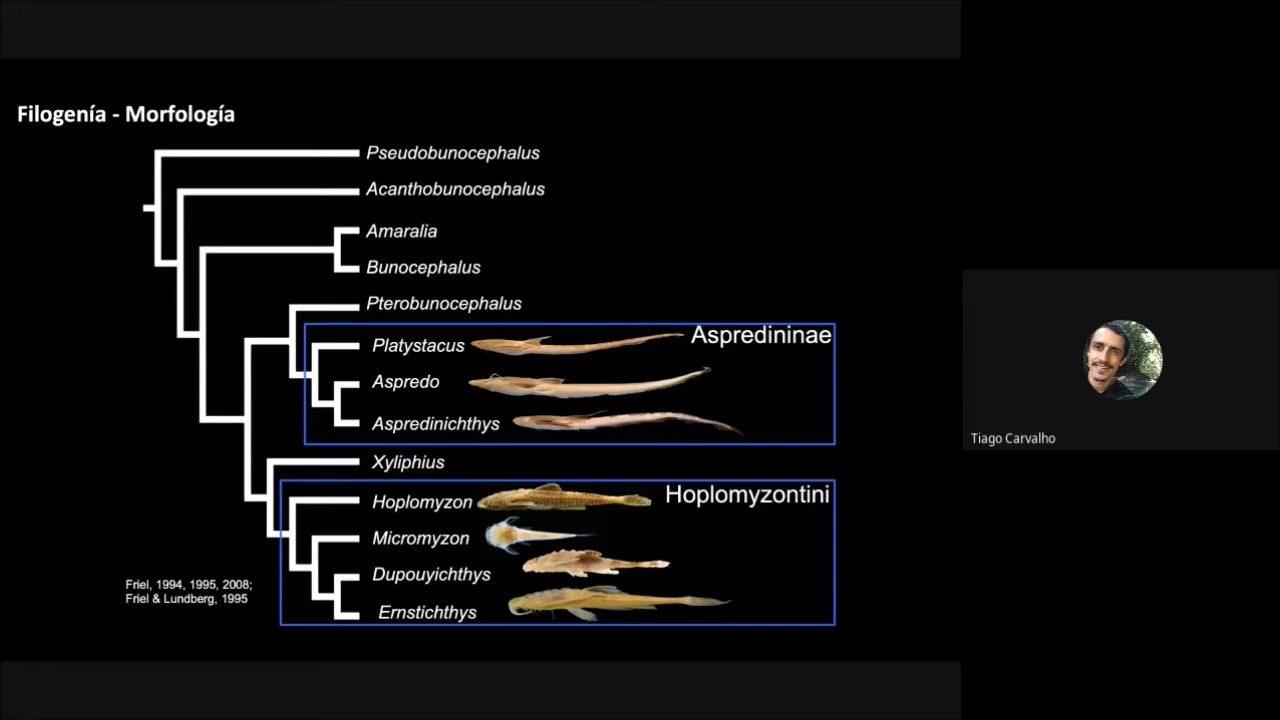 Filogenía - Morfología
Pseudobunocephalus
Acanthobunocephalus
Amaralia
Bunocephalus
Pterobunocephalus
Platystacus
Aspredininae
Aspredo
Aspredinichthys
Xyliphius
Hoplomyzon
Hoplomyzontini
Micromyzon
Dupouyichthys
Ernstichthys
Friel, 1994, 1995, 2008;
Friel & Lundberg, 1995
Tiago Carvalho